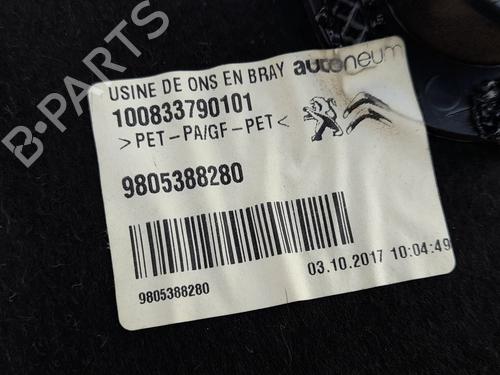 USINE DE ONS EN BRAY autoneum
100833790101
>PET-PA/GF-PET<
9805388280
9805388280
03.10.2017 10:04:49
B-PARTS